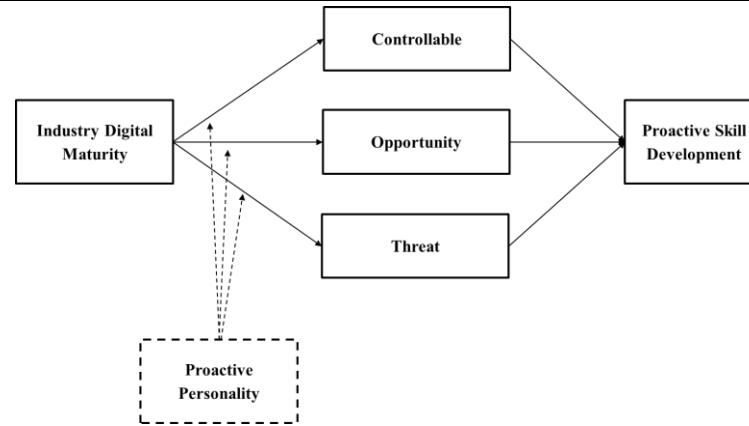 Controllable
Industry Digital
Maturity
Opportunity
Proactive Skill
Development
Threat
Proactive
Personality